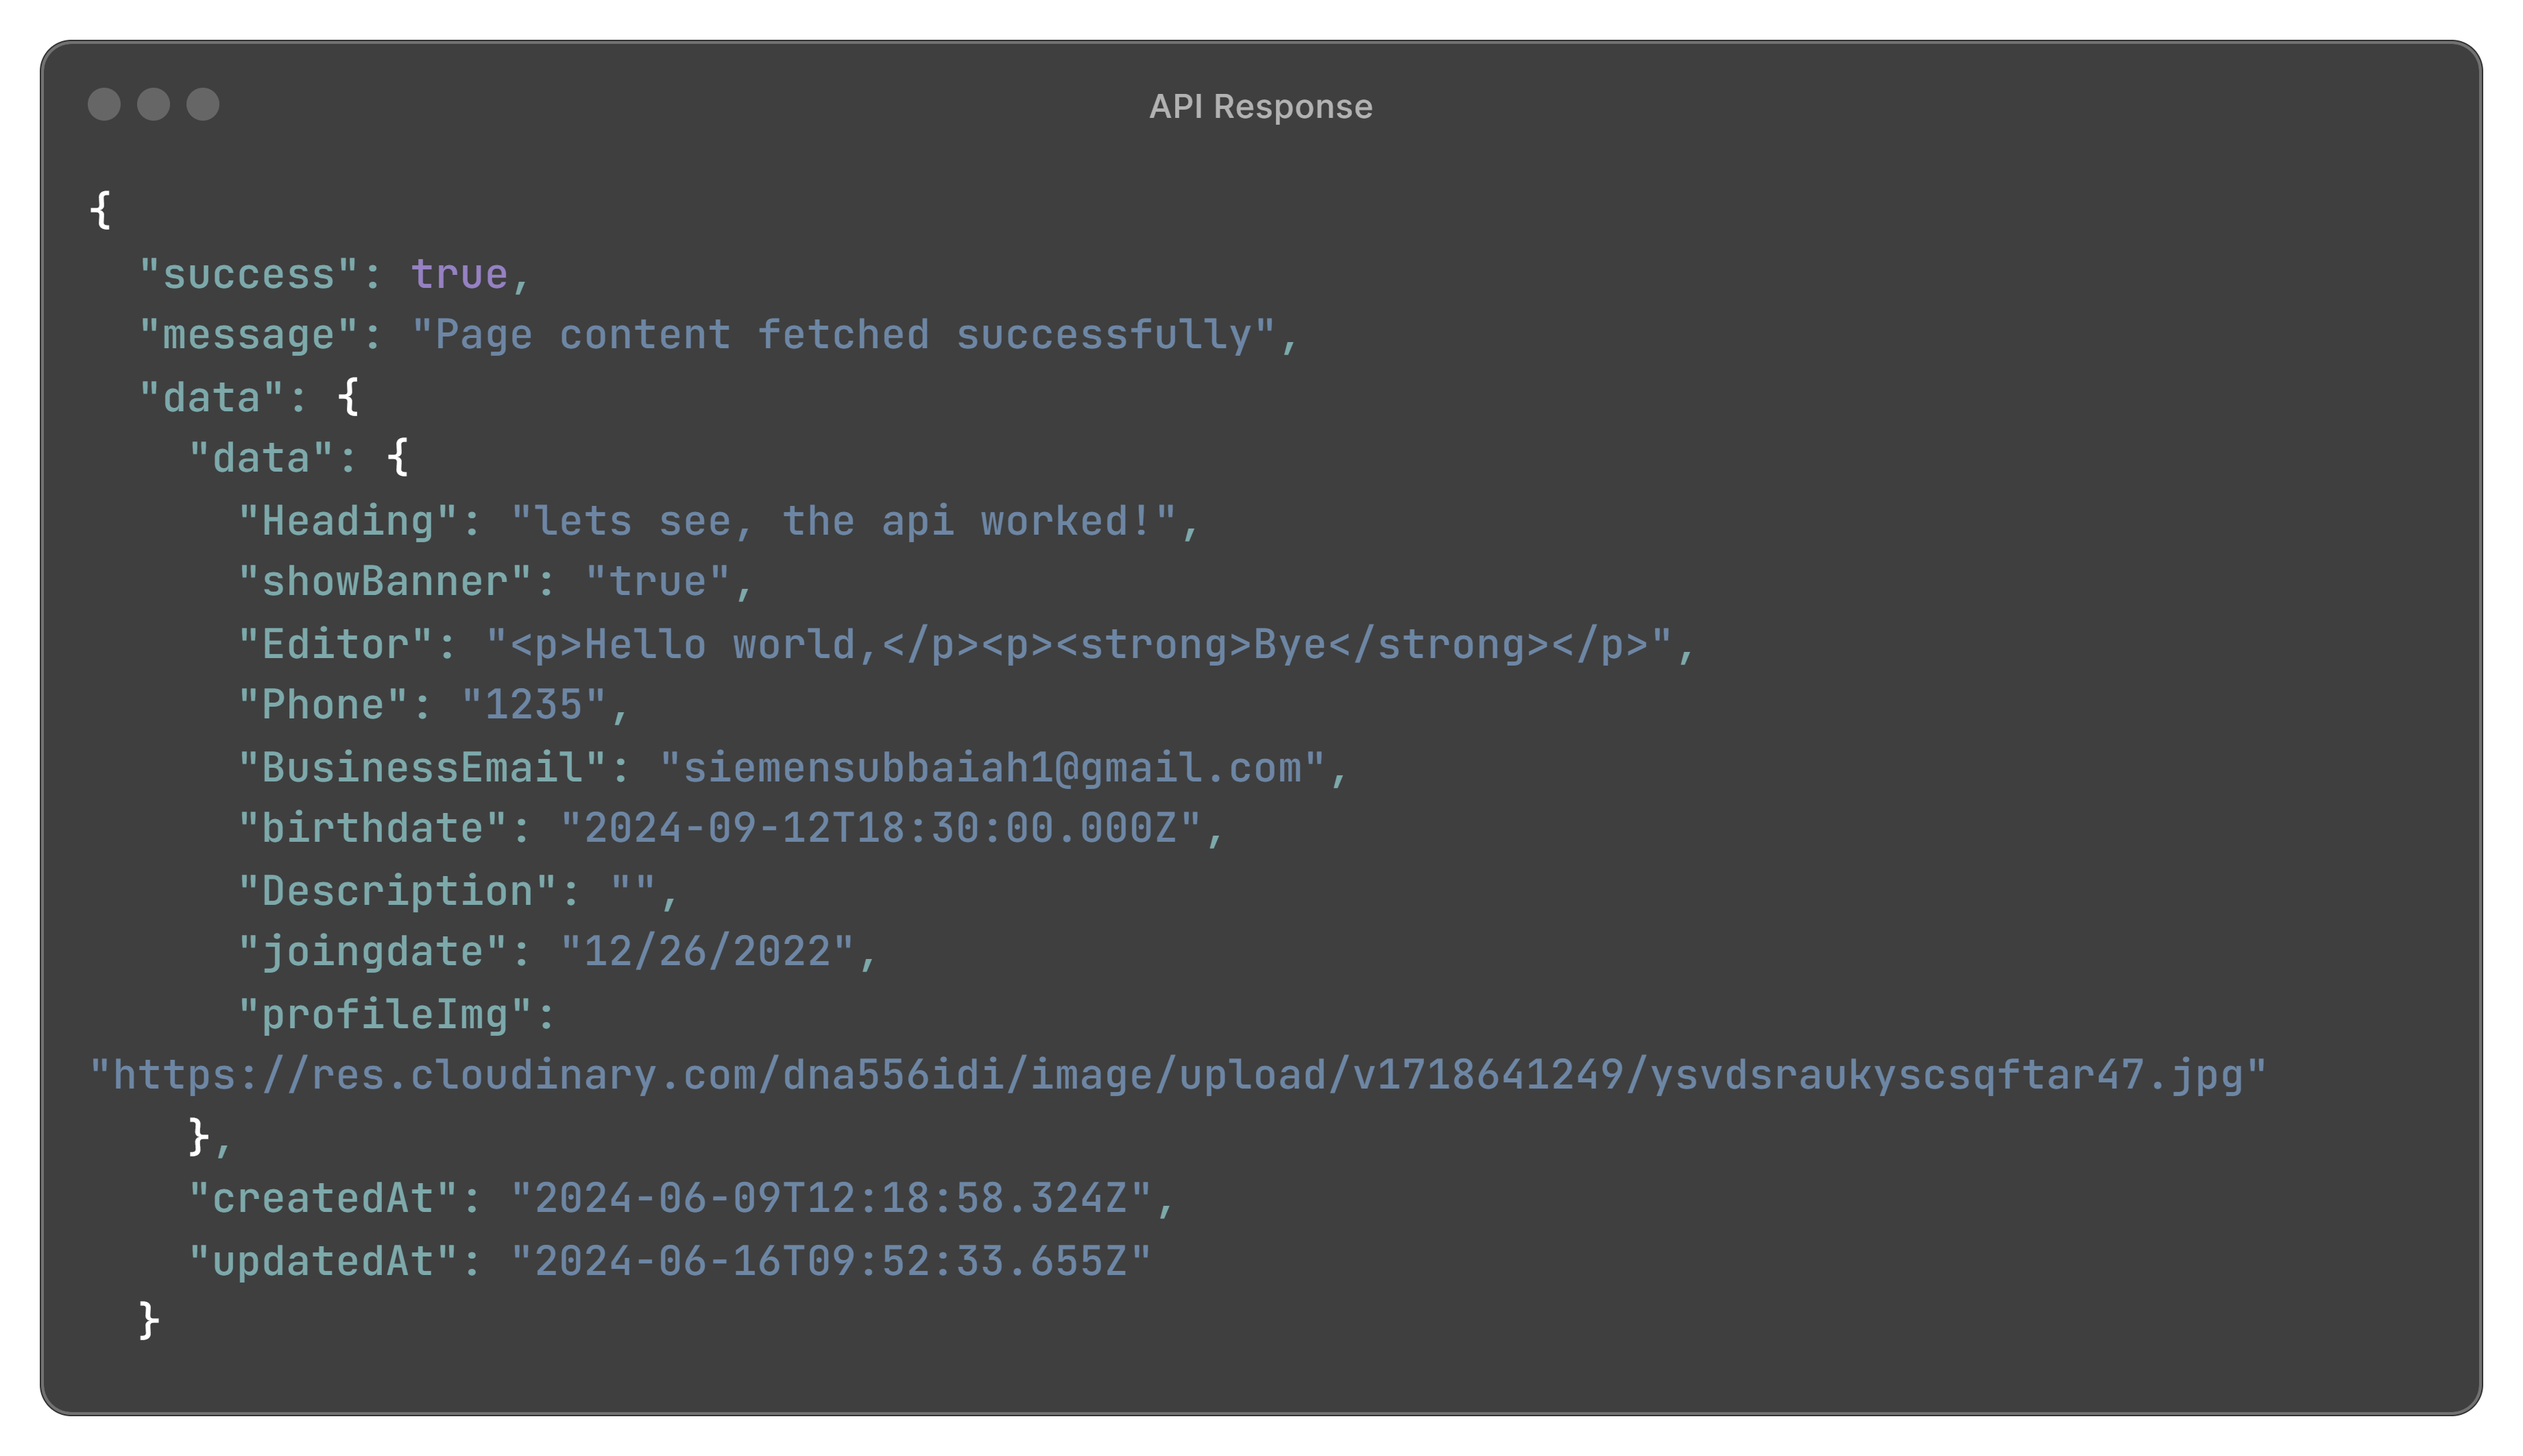 API Response
{
  "success": true,
  "message": "Page content fetched successfully",
  "data": {
    "data": {
      "Heading": "lets see, the api worked!",
      "showBanner": "true",
      "Editor": "<p>Hello world,</p><p><strong>Bye</strong></p>",
      "Phone": "1235",
      "BusinessEmail": "siemensubbaiah1@gmail.com",
      "birthdate": "2024-09-12T18:30:00.000Z",
      "Description": "",
      "joingdate": "12/26/2022",
      "profileImg":
"https://res.cloudinary.com/dna556idi/image/upload/v1718641249/ysvdsraukyscsqftar47.jpg"
    },
    "createdAt": "2024-06-09T12:18:58.324Z",
    "updatedAt": "2024-06-16T09:52:33.655Z"
  }